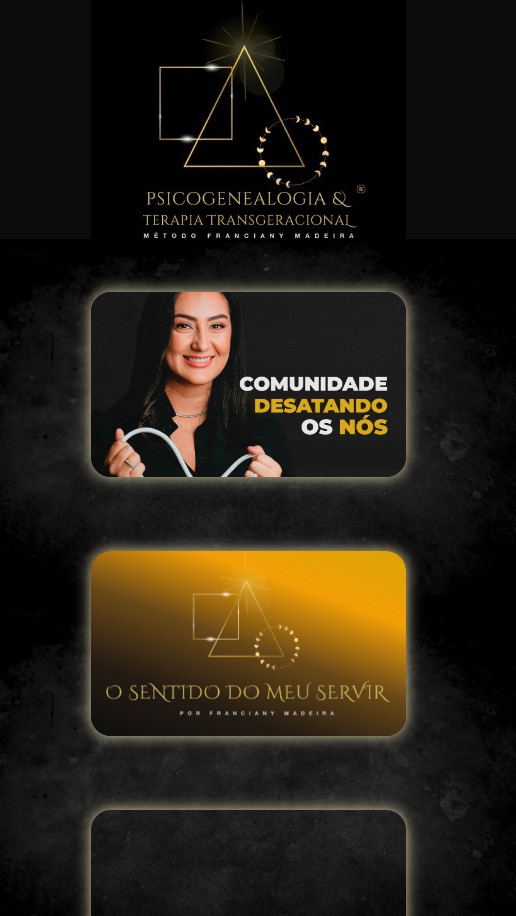 PSICOGENEALOGIA & ®
TERAPIA TRANSGERACIONAL
MÉTODO FRANCIANY MADEIRA
COMUNIDADE
DESATANDO
OS NÓS
O SENTIDO DO MEU SERVIR
POR FRANCIANY MADEIRA